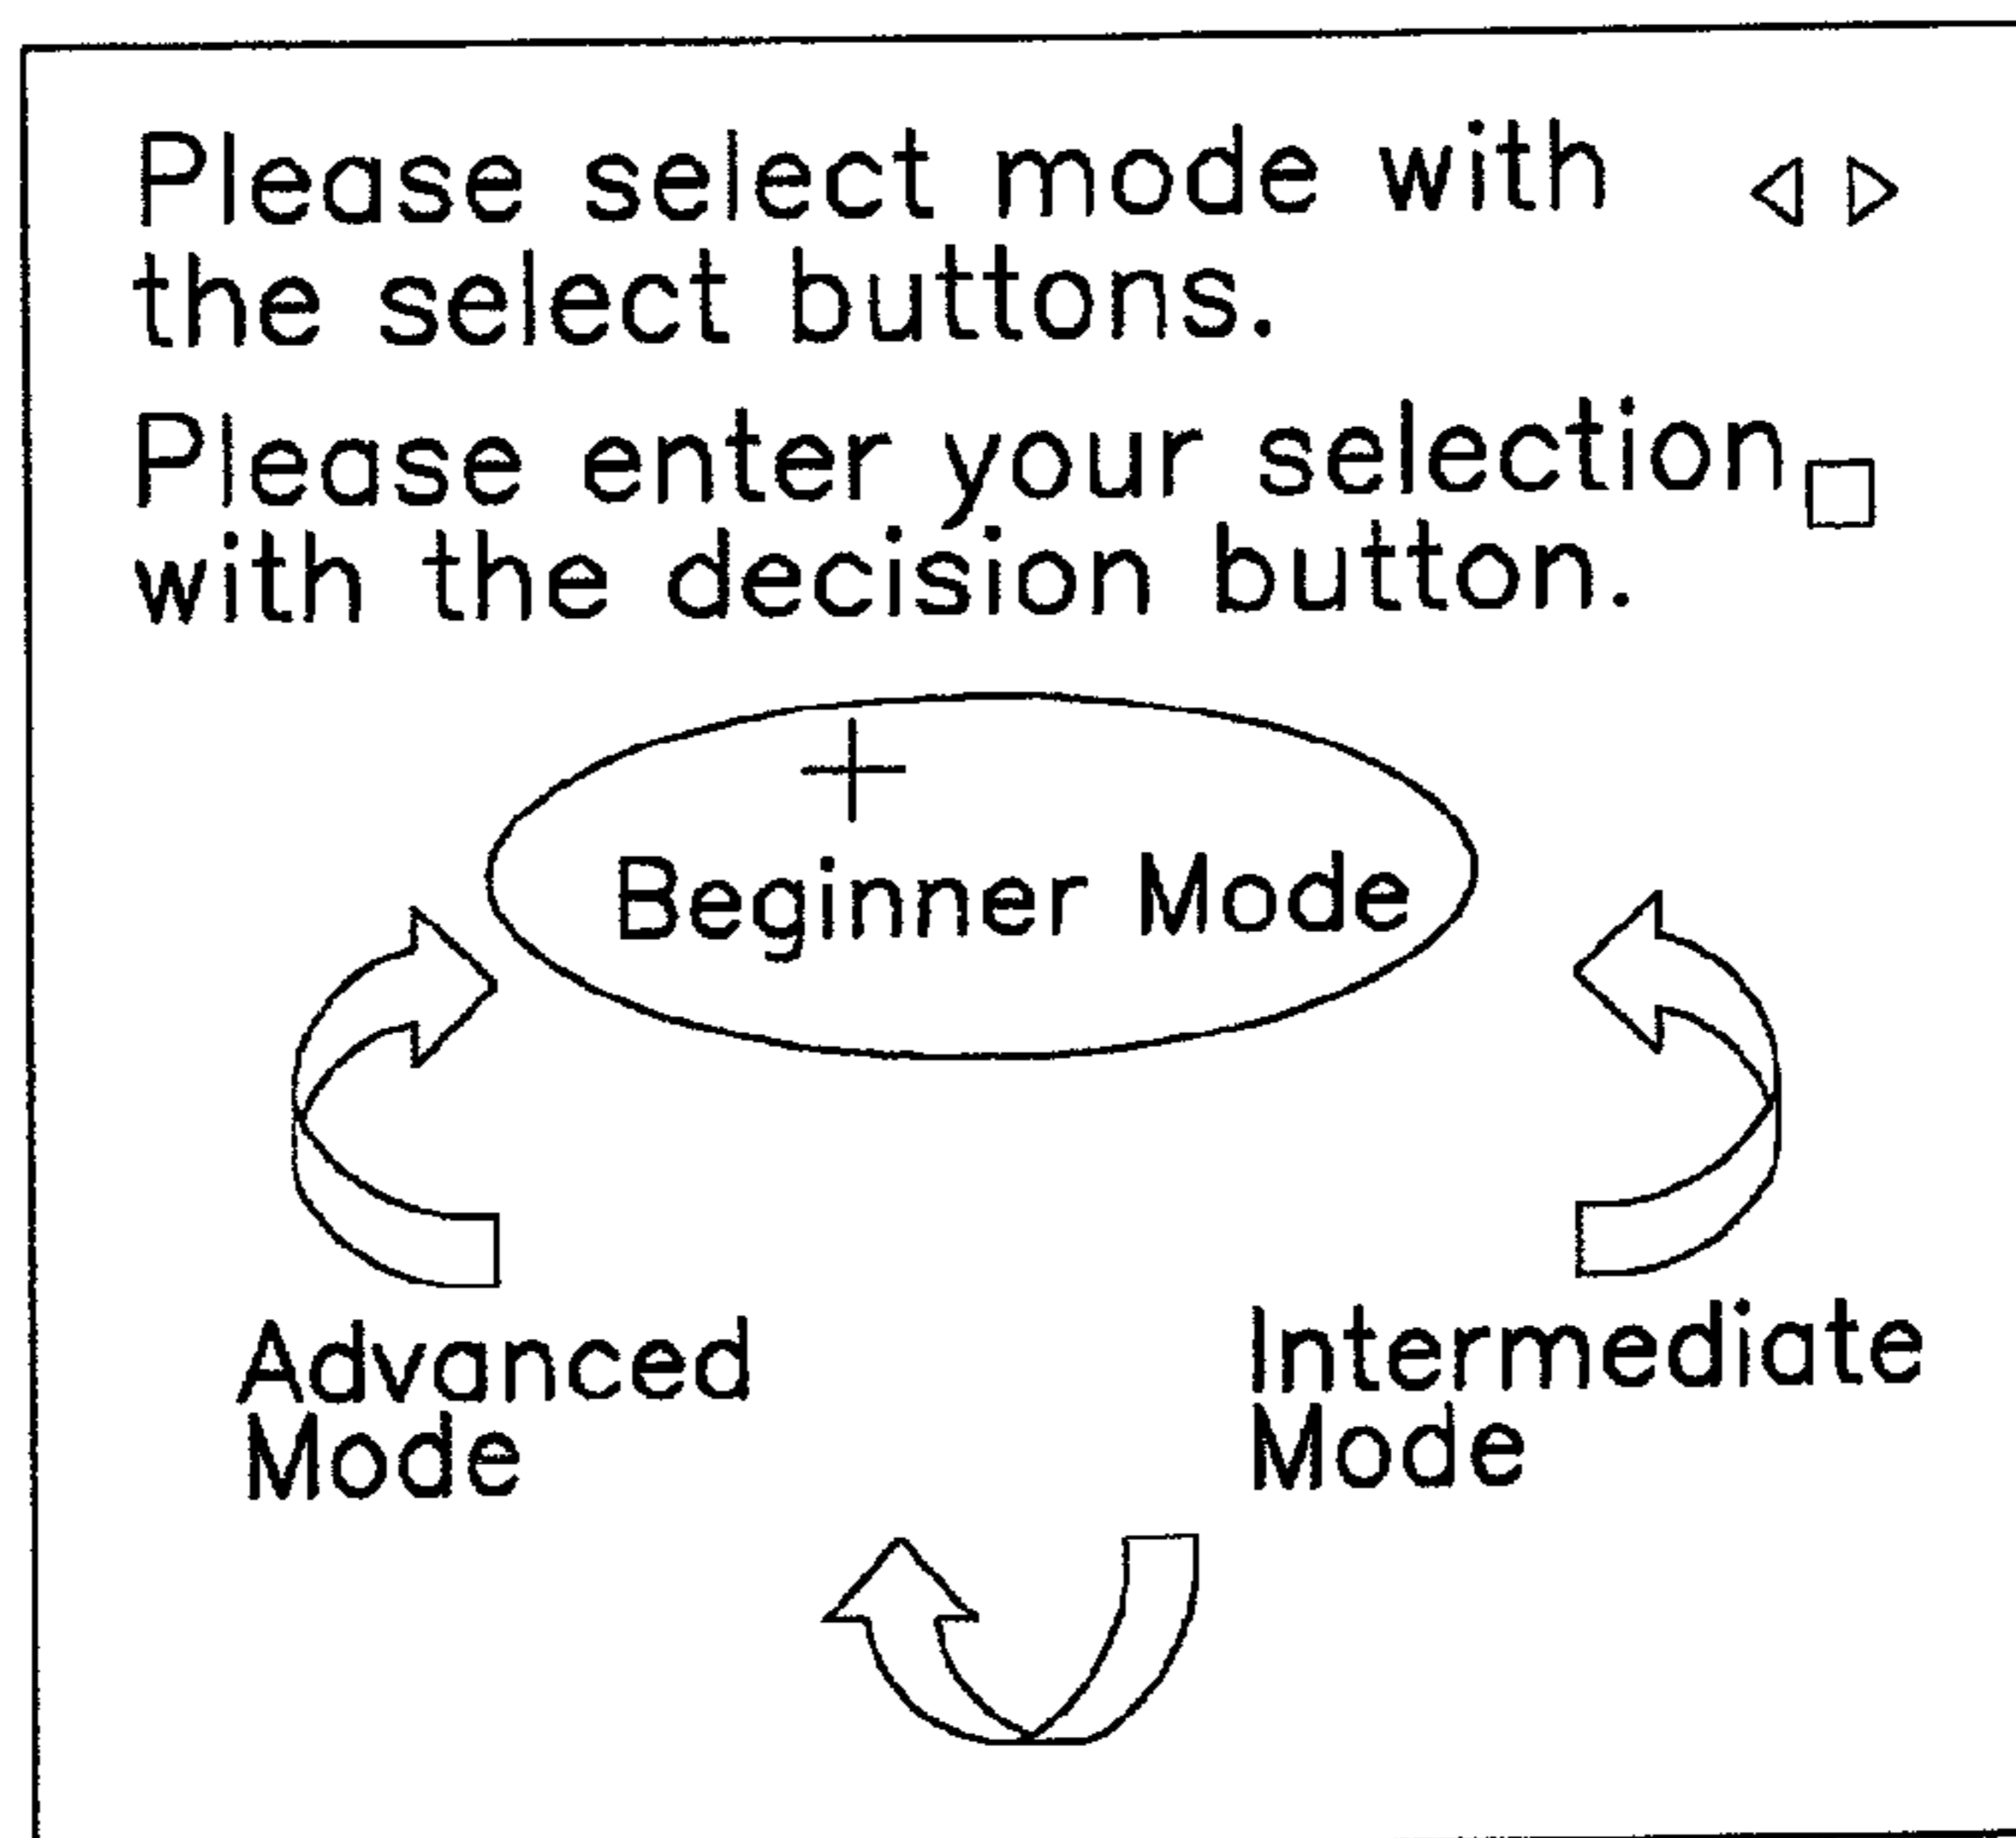 Please select mode with
the select buttons.
Please enter your selection
with the decision button.
Beginner Mode
Advanced
Mode
Intermediate
Mode